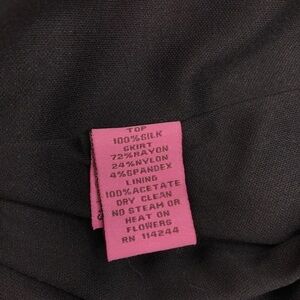 TOP
100%SILK
SKIRT
72%RAYON
24%NYLON
4%SPANDEX
LINING
100%ACETATE
DRY CLEAN
NO STEAM OR
HEAT ON
FLOWERS
RN 114244